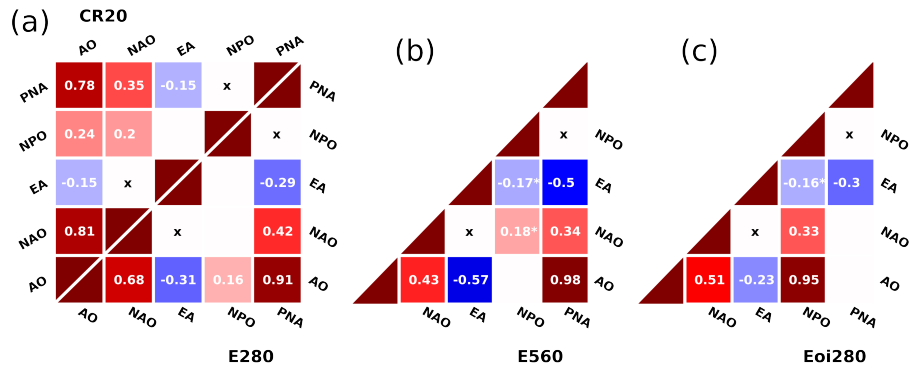 CR20
(a)
AO NAO EA NPO PNA
(b)
(c)
PNA 0.78 0.35 -0.15 x PNA
NPO 0.24 0.2 x NPO x NPO x NPO
EA -0.15 x -0.29 EA -0.17* -0.5 EA -0.16* -0.3 EA
NAO 0.81 x 0.42 NAO x 0.18* 0.34 NAO x 0.33 NAO
AO 0.68 -0.31 0.16 0.91 AO 0.43 -0.57 0.98 AO 0.51 -0.23 0.95 AO
AO NAO EA NPO PNA NAO EA NPO PNA NAO EA NPO PNA
E280 E560 Eoi280